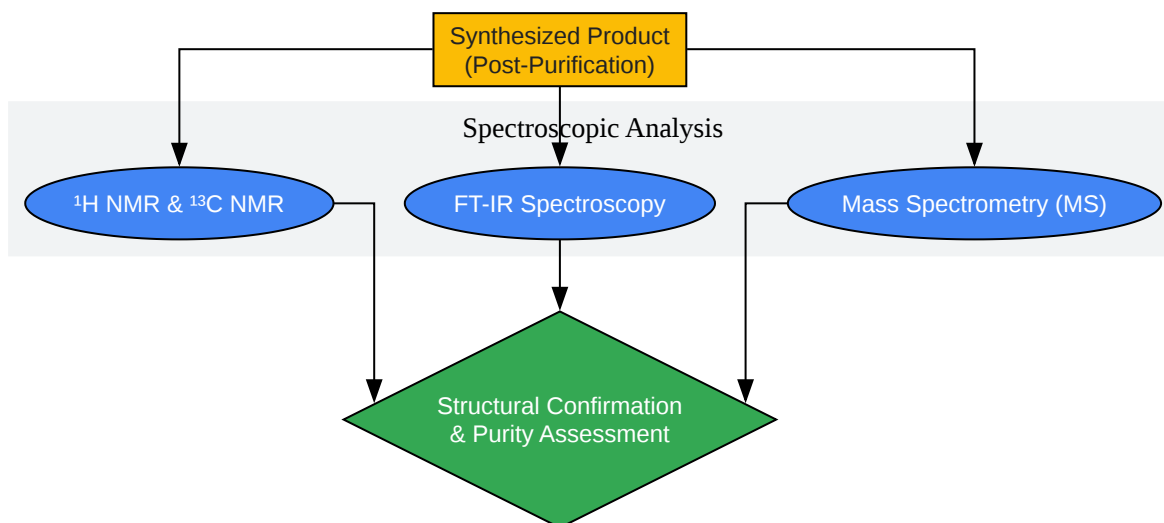 Synthesized Product
(Post-Purification)
Spectroscopic Analysis
¹H NMR & ¹³C NMR
FT-IR Spectroscopy
Mass Spectrometry (MS)
Structural Confirmation
& Purity Assessment